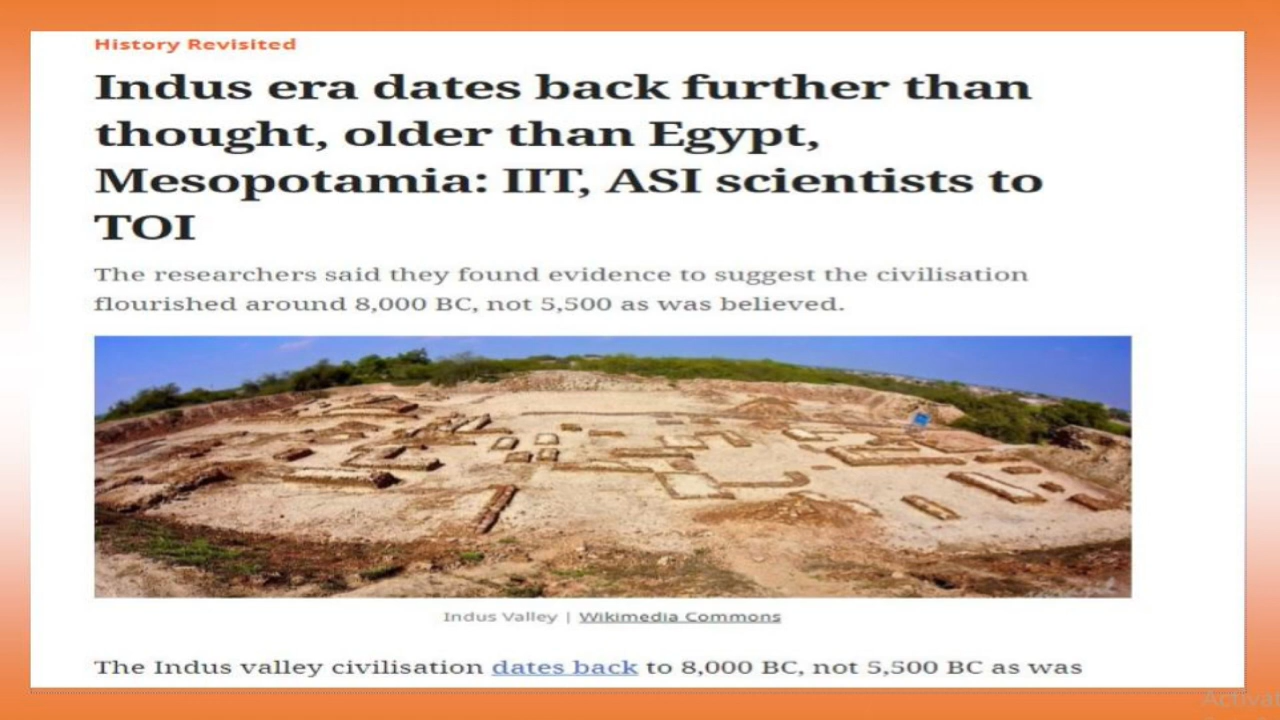 History Revisited
Indus era dates back further than
thought, older than Egypt,
Mesopotamia: IIT, ASI scientists to
TOI
The researchers said they found evidence to suggest the civilisation
flourished around 8,000 BC, not 5,500 as was believed.
Indus Valley | Wikimedia Commons
The Indus valley civilisation dates back to 8,000 BC, not 5,500 BC as was